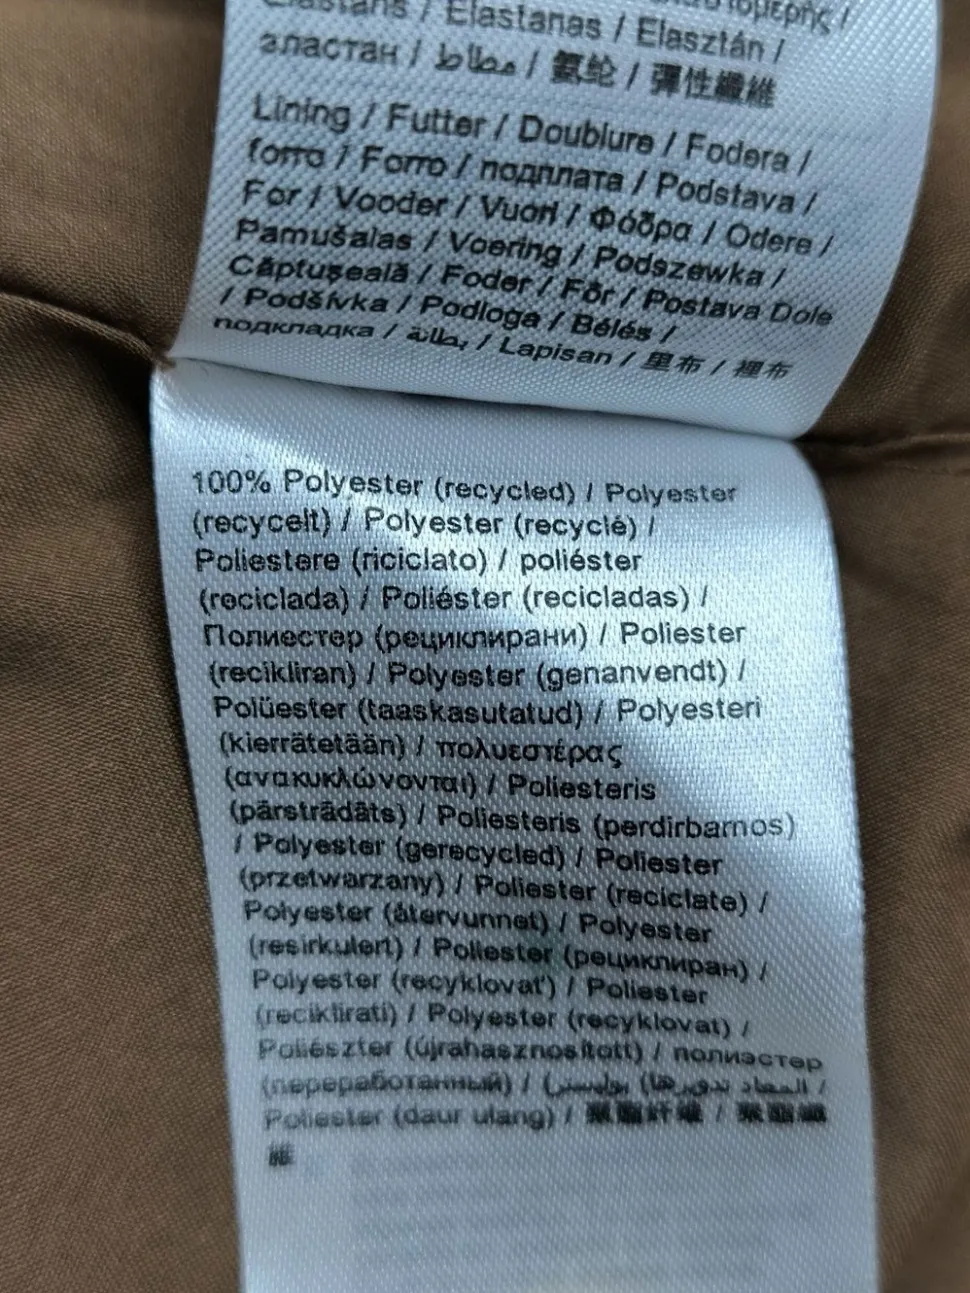 Elastans / Elastanas / Elasztán /
эластан / مطاط / 氨纶 / 彈性纖維
Lining / Futter / Doublure / Fodera /
forro / Forro / подплата / Podstava /
For / Vooder / Vuori / Φόδρα / Odere /
Pamušalas / Voering / Podszewka /
Căptușeală / Foder / Fôr / Postava Dole
/ Podšívka / Podloga / Bélés /
подкладка / بطانة / Lapisan / 里布 / 裡布
100% Polyester (recycled) / Polyester
(recycelt) / Polyester (recyclé) /
Poliestere (riciclato) / poliéster
(reciclada) / Poliéster (recicladas) /
Полиестер (рециклирани) / Poliester
(recikliran) / Polyester (genanvendt) /
Polüester (taaskasutatud) / Polyesteri
(kierrätetään) / πολυεστέρας
(ανακυκλώνονται) / Poliesteris
(pārstrādāts) / Poliesteris (perdirbamos)
/ Polyester (gerecycled) / Poliester
(przetwarzany) / Poliester (reciclate) /
Polyester (återvunnet) / Polyester
(resirkulert) / Poliester (рециклиран) /
Polyester (recyklovať) / Poliester
(reciklirati) / Polyester (recyklovat) /
Poliészter (újrahasznosított) / полиэстер
(переработанный) / بوليستر (المعاد تدويرها) /
Poliester (daur ulang) / 聚酯纤维 / 聚酯纖
維